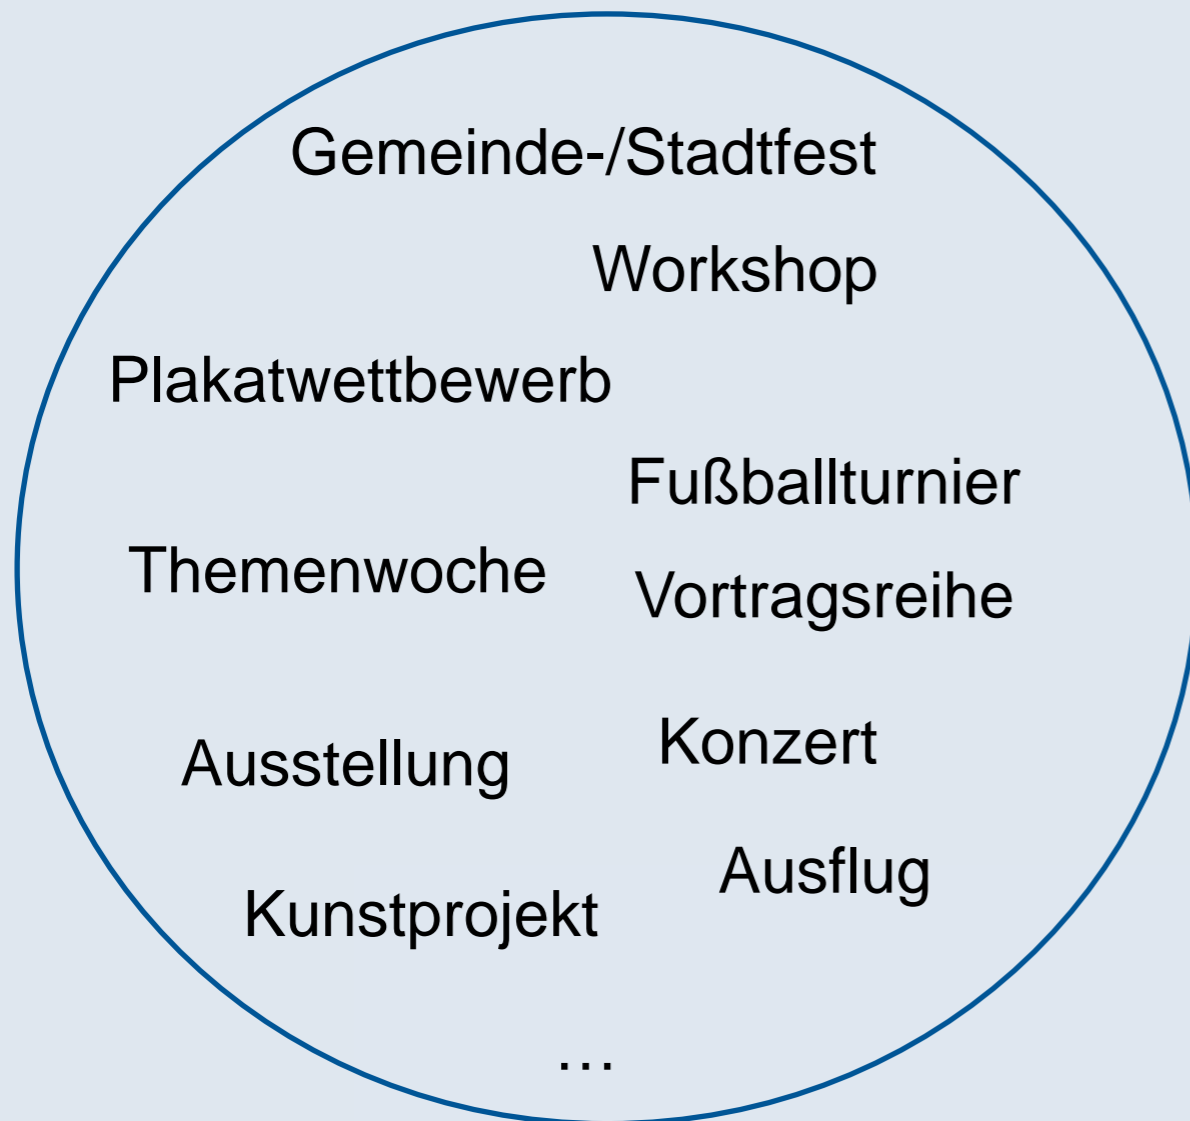 Gemeinde-/Stadtfest
Workshop
Plakatwettbewerb
Fußballturnier
Themenwoche
Vortragsreihe
Konzert
Ausstellung
Ausflug
Kunstprojekt
…